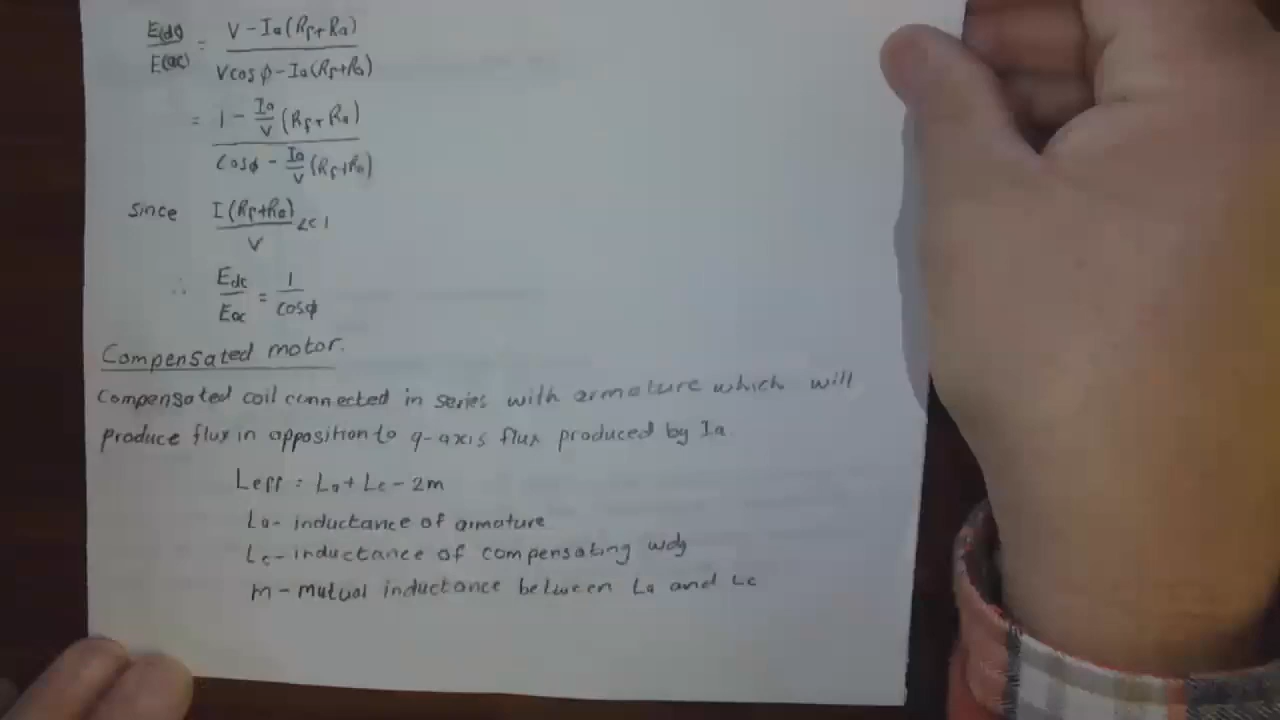 E(dc)/E(ac) = V - Ia(Rf+Ra) / Vcosϕ - Ia(Rf+Ra)
= 1 - Ia/V (Rf+Ra) / Cosϕ - Ia/V (Rf+Ra)
since I(Rf+Ra)/V <<1
∴ Edc/Eac = 1/cosϕ
Compensated motor.
Compensated coil connected in series with armature which will
produce flux in opposition to q-axis flux produced by Ia
Leff = La + Lc - 2m
La - inductance of armature
Lc - inductance of compensating wdg
m - mutual inductance between La and Lc